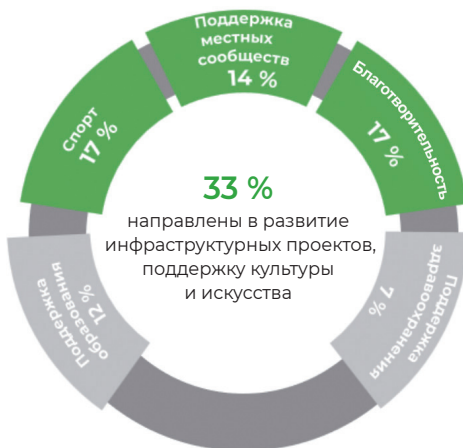 Поддержка
местных
сообществ
14 %
Спорт
17 %
Благотворительность
17 %
33 %
направлены в развитие
инфраструктурных проектов,
поддержку культуры
и искусства
Поддержка
образования
12 %
Поддержка
здравоохранения
7 %